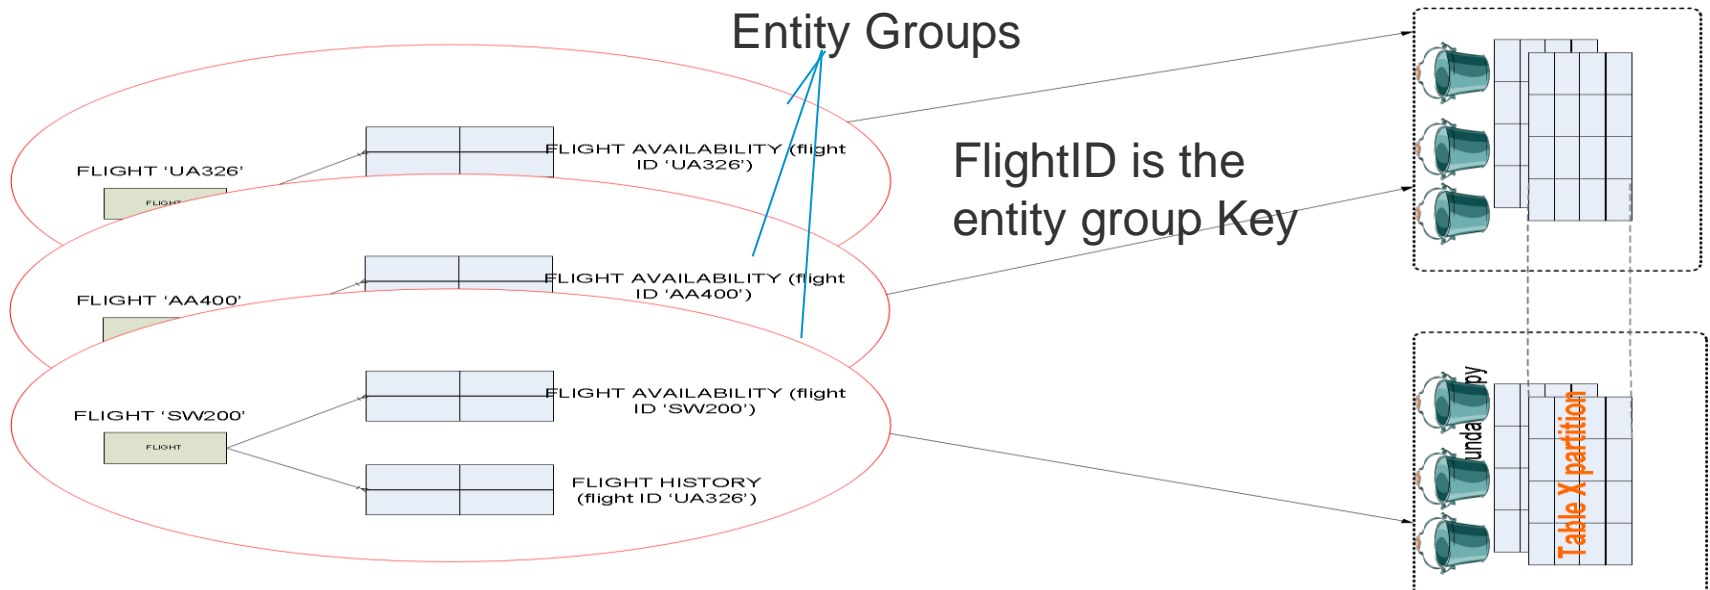 Entity Groups
FLIGHT ‘UA326’
FLIGHT
FLIGHT AVAILABILITY (flight
ID ‘UA326’)
FlightID is the
entity group Key
FLIGHT ‘AA400’
FLIGHT AVAILABILITY (flight
ID ‘AA400’)
FLIGHT ‘SW200’
FLIGHT
FLIGHT AVAILABILITY (flight
ID ‘SW200’)
FLIGHT HISTORY
(flight ID ‘UA326’)
Table X partition